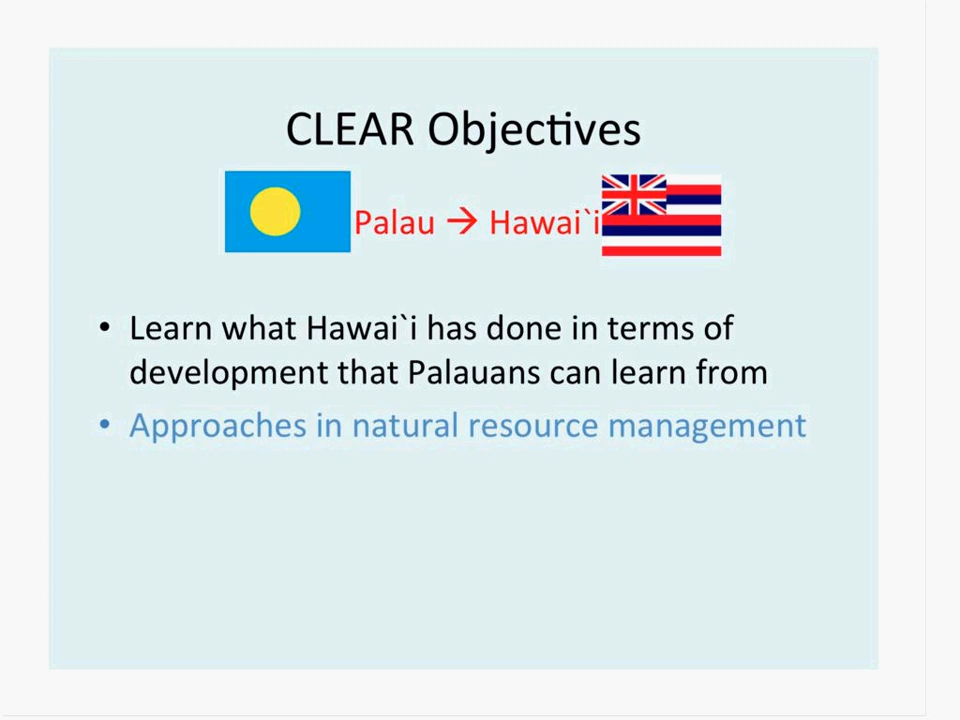 CLEAR Objectives
Palau → Hawai`i
• Learn what Hawai`i has done in terms of
development that Palauans can learn from
• Approaches in natural resource management